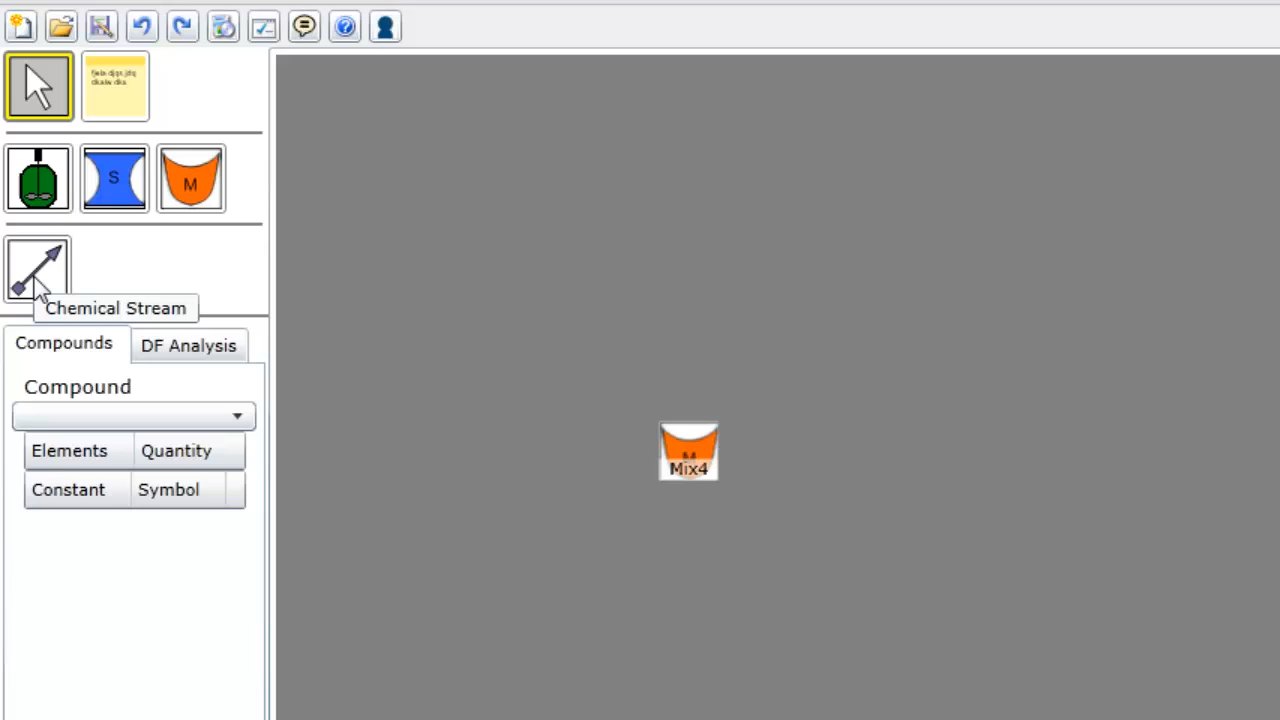 S
M
Chemical Stream
Compounds
DF Analysis
Compound
Elements
Quantity
Constant
Symbol
M
Mix4